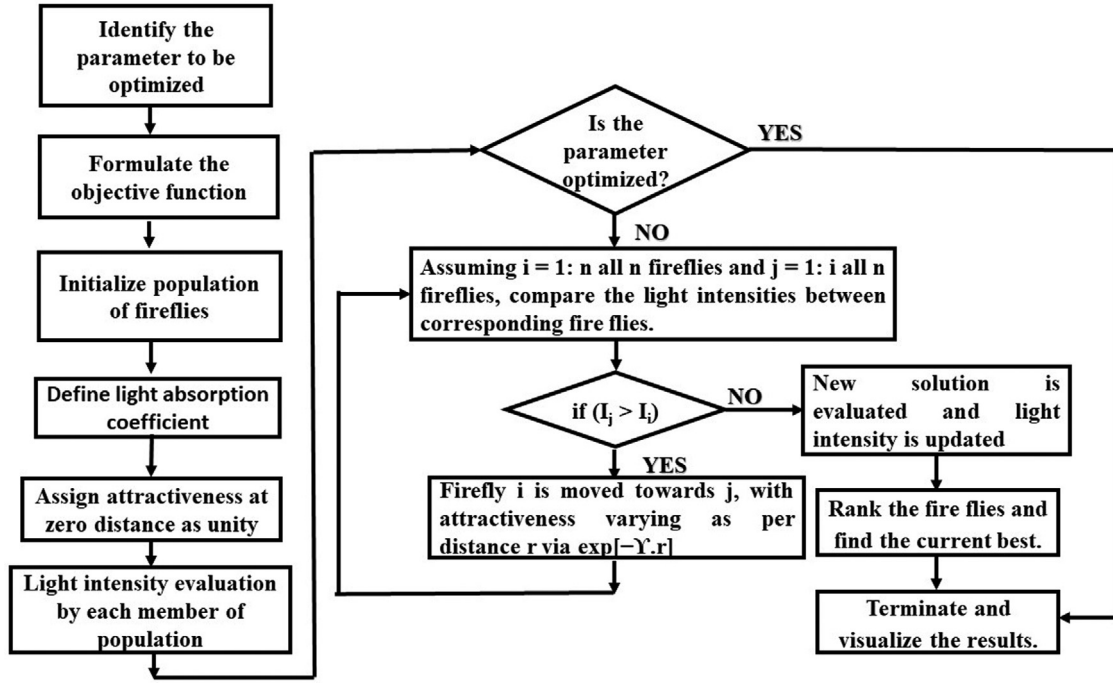 Identify the
parameter to be
optimized
Formulate the
objective function
Initialize population
of fireflies
Define light absorption
coefficient
Assign attractiveness at
zero distance as unity
Light intensity evaluation
by each member of
population
Is the
parameter
optimized?
YES
NO
Assuming i = 1: n all n fireflies and j = 1: i all n
fireflies, compare the light intensities between
corresponding fire flies.
if (Ij > Ii)
NO
YES
Firefly i is moved towards j, with
attractiveness varying as per
distance r via exp[−ϒ.r]
New solution is
evaluated and light
intensity is updated
Rank the fire flies and
find the current best.
Terminate and
visualize the results.